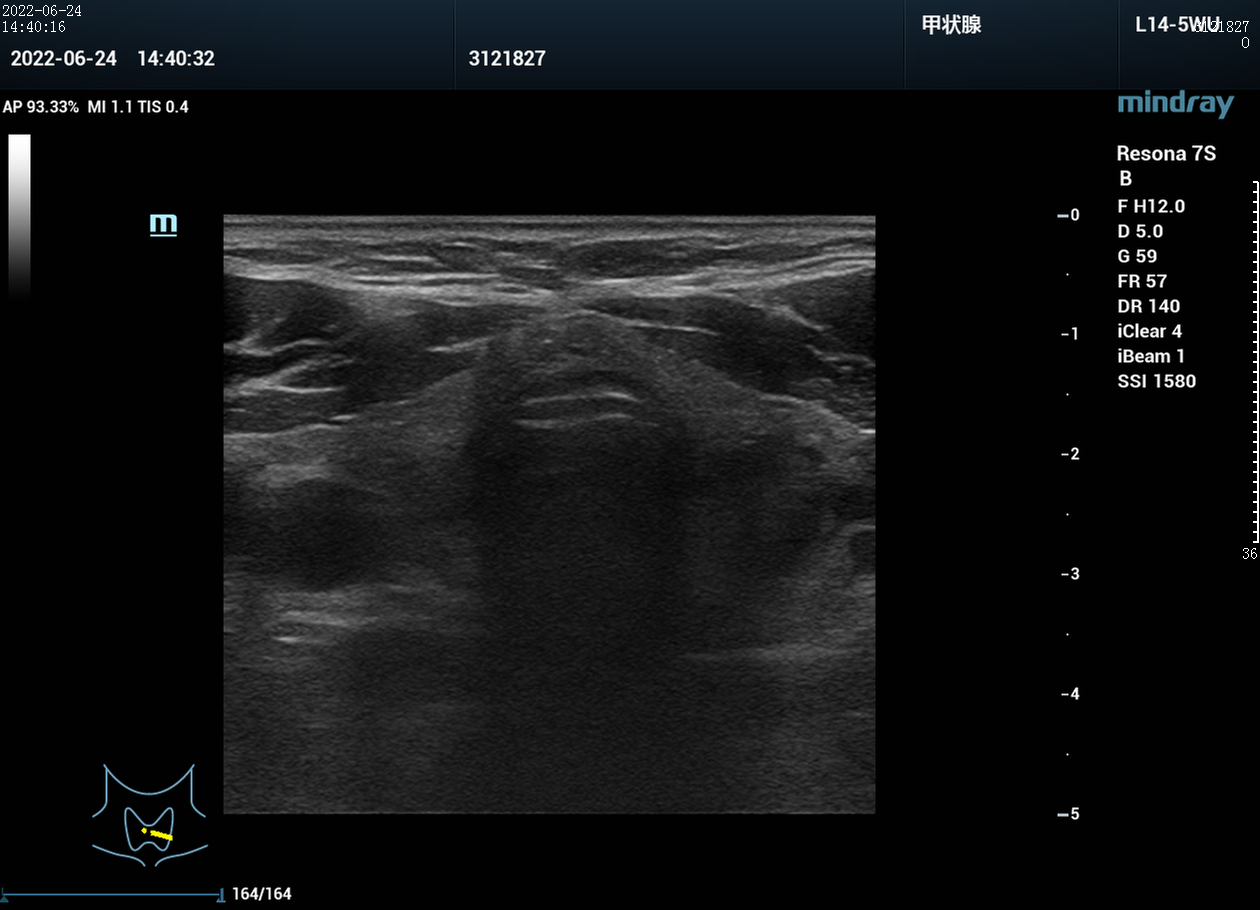 2022-06-24
14:40:16
甲状腺
L14-5WU
3121827
0
2022-06-24 14:40:32
3121827
AP 93.33% MI 1.1 TIS 0.4
mindray
Resona 7S
B
F H12.0
D 5.0
G 59
FR 57
DR 140
iClear 4
iBeam 1
SSI 1580
m
0
-1
-2
-3
-4
-5
36
164/164